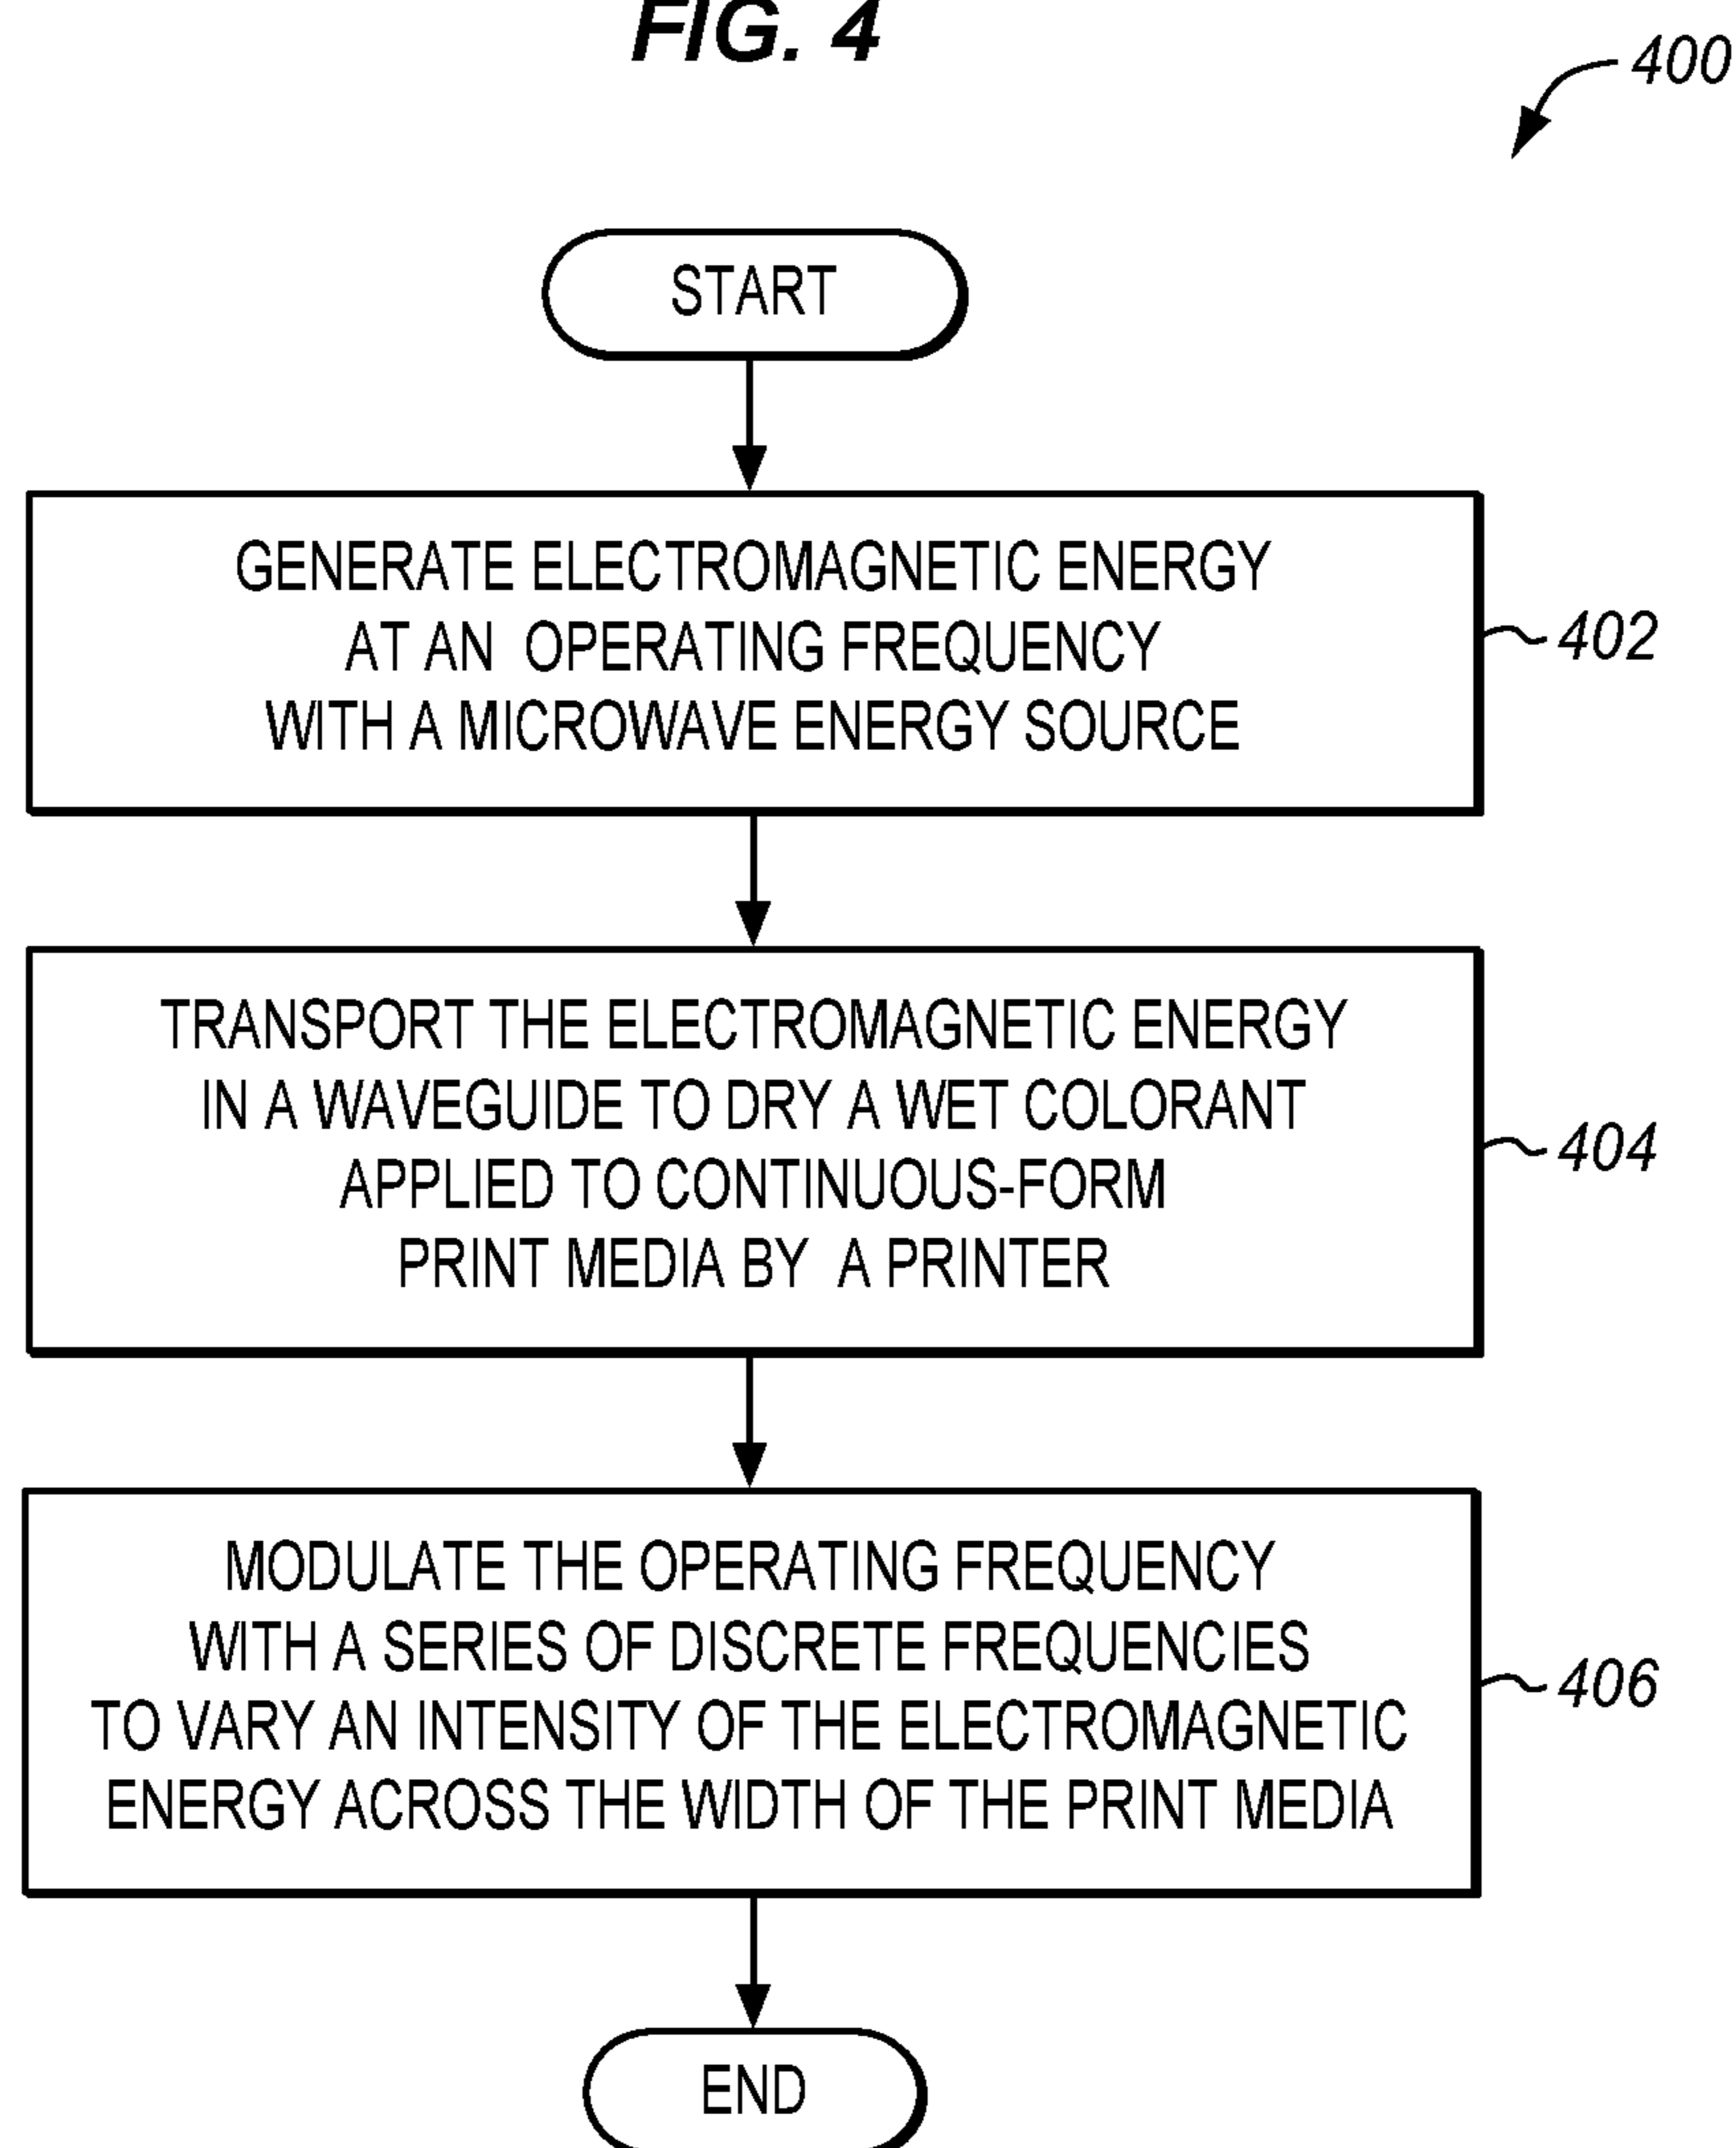 FIG. 4
400
START
GENERATE ELECTROMAGNETIC ENERGY
AT AN OPERATING FREQUENCY
WITH A MICROWAVE ENERGY SOURCE
402
TRANSPORT THE ELECTROMAGNETIC ENERGY
IN A WAVEGUIDE TO DRY A WET COLORANT
APPLIED TO CONTINUOUS-FORM
PRINT MEDIA BY A PRINTER
404
MODULATE THE OPERATING FREQUENCY
WITH A SERIES OF DISCRETE FREQUENCIES
TO VARY AN INTENSITY OF THE ELECTROMAGNETIC
ENERGY ACROSS THE WIDTH OF THE PRINT MEDIA
406
END